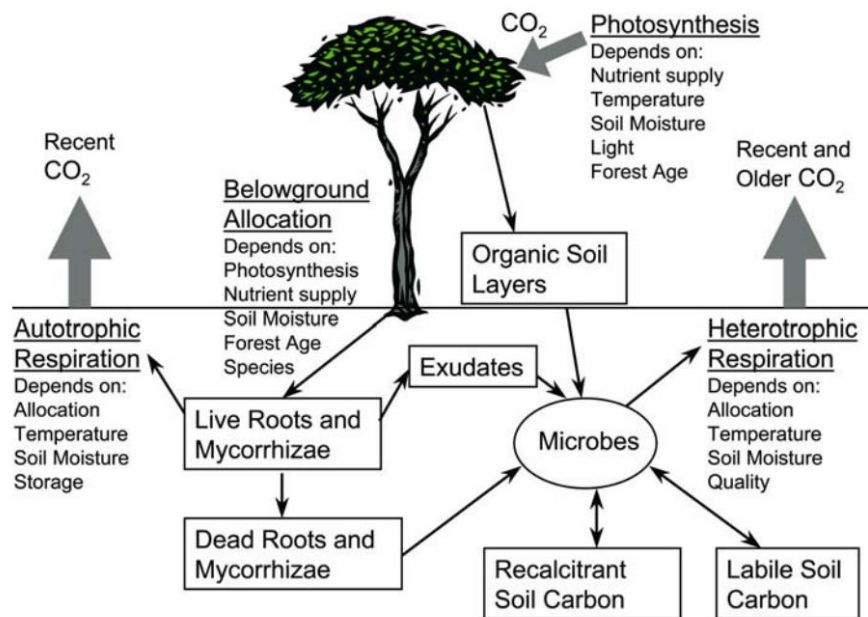 CO₂
Photosynthesis
Depends on:
Nutrient supply
Temperature
Soil Moisture
Light
Forest Age
Recent
CO₂
Belowground
Allocation
Depends on:
Photosynthesis
Nutrient supply
Soil Moisture
Forest Age
Species
Recent and
Older CO₂
Organic Soil
Layers
Autotrophic
Respiration
Depends on:
Allocation
Temperature
Soil Moisture
Storage
Exudates
Live Roots and
Mycorrhizae
Microbes
Heterotrophic
Respiration
Depends on:
Allocation
Temperature
Soil Moisture
Quality
Dead Roots and
Mycorrhizae
Recalcitrant
Soil Carbon
Labile Soil
Carbon